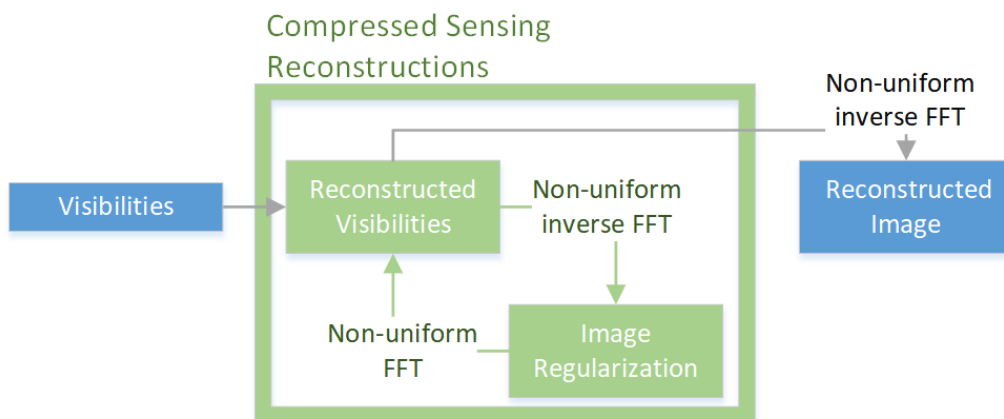 Compressed Sensing
Reconstructions
Non-uniform
inverse FFT
Visibilities
Reconstructed
Visibilities
Non-uniform
inverse FFT
Reconstructed
Image
Non-uniform
FFT
Image
Regularization